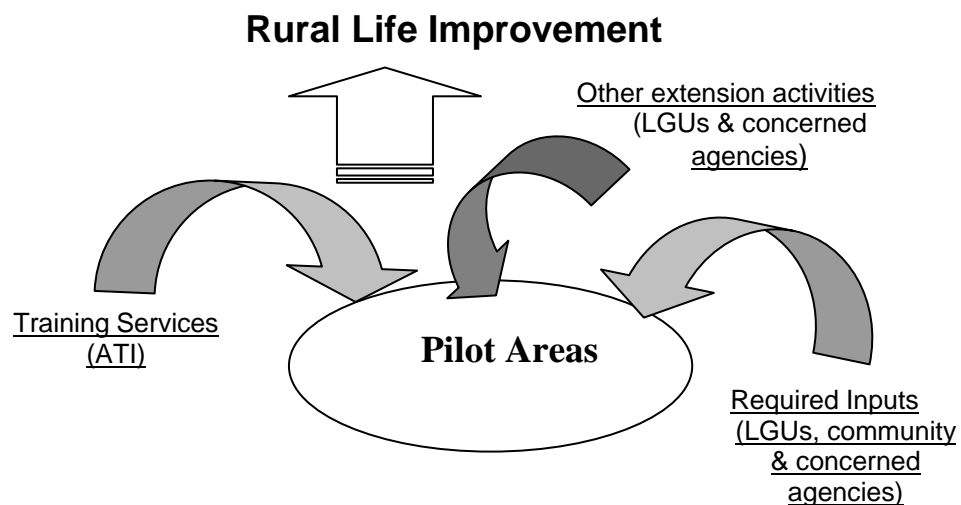 Rural Life Improvement
Other extension activities
(LGUs & concerned
agencies)
Training Services
(ATI)
Pilot Areas
Required Inputs
(LGUs, community
& concerned
agencies)